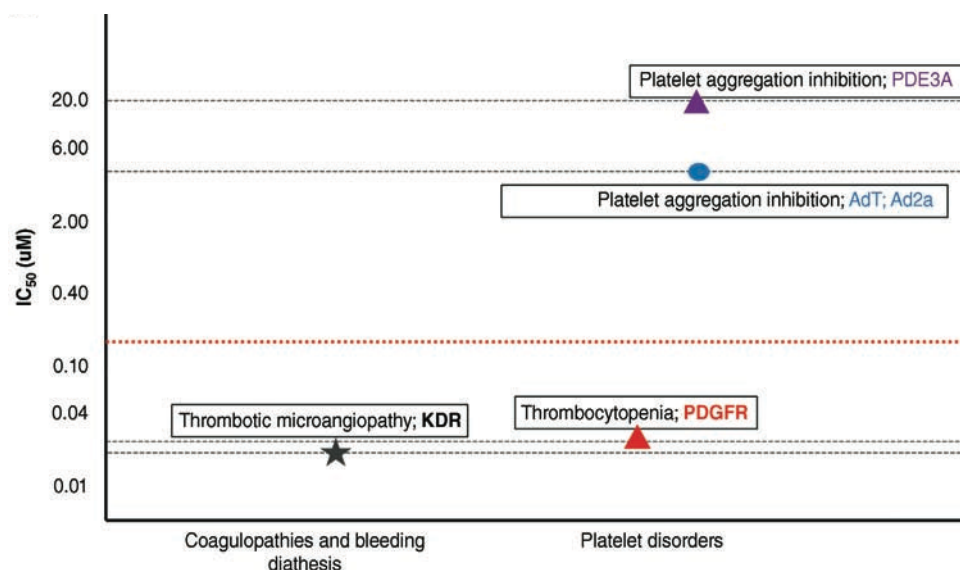 Platelet aggregation inhibition; PDE3A
20.0
6.00
Platelet aggregation inhibition; AdT; Ad2a
2.00
IC50 (uM)
0.40
0.10
Thrombocytopenia; PDGFR
0.04
Thrombotic microangiopathy; KDR
0.01
Coagulopathies and bleeding
diathesis
Platelet disorders